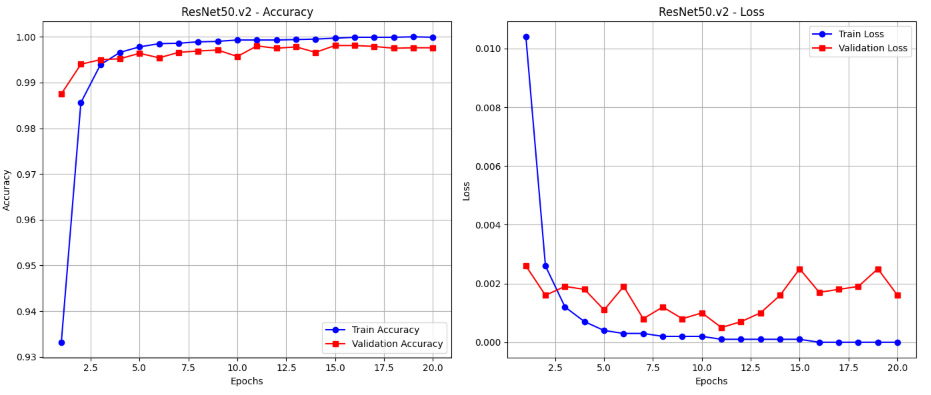 ResNet50.v2 - Accuracy
1.00
0.99
0.98
0.97
0.96
0.95
0.94
0.93
Accuracy
2.5 5.0 7.5 10.0 12.5 15.0 17.5 20.0
Epochs
Train Accuracy
Validation Accuracy
ResNet50.v2 - Loss
0.010
0.008
0.006
0.004
0.002
0.000
Loss
2.5 5.0 7.5 10.0 12.5 15.0 17.5 20.0
Epochs
Train Loss
Validation Loss